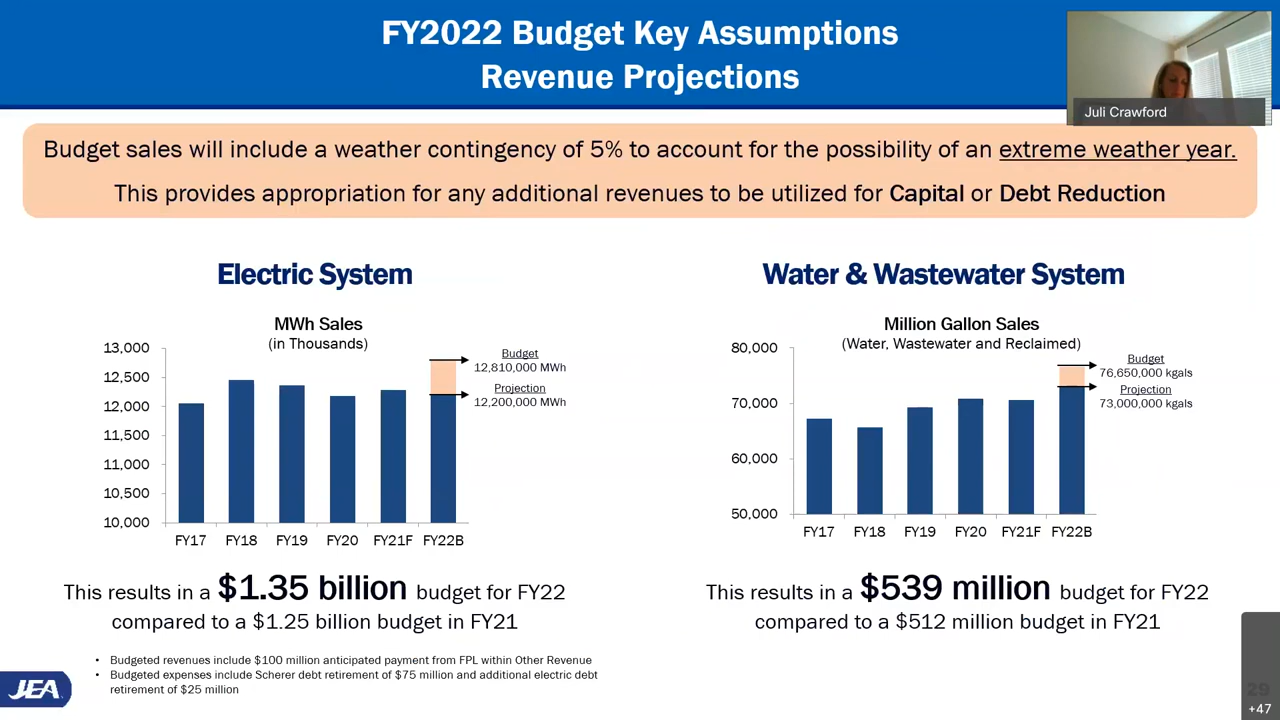 FY2022 Budget Key Assumptions
Revenue Projections
Juli Crawford
Budget sales will include a weather contingency of 5% to account for the possibility of an extreme weather year.
This provides appropriation for any additional revenues to be utilized for Capital or Debt Reduction
Electric System
MWh Sales
(in Thousands)
13,000
12,500
12,000
11,500
11,000
10,500
10,000
Budget
12,810,000 MWh
Projection
12,200,000 MWh
FY17 FY18 FY19 FY20 FY21F FY22B
This results in a $1.35 billion budget for FY22
compared to a $1.25 billion budget in FY21
Water & Wastewater System
Million Gallon Sales
(Water, Wastewater and Reclaimed)
80,000
70,000
60,000
50,000
Budget
76,650,000 kgals
Projection
73,000,000 kgals
FY17 FY18 FY19 FY20 FY21F FY22B
This results in a $539 million budget for FY22
compared to a $512 million budget in FY21
• Budgeted revenues include $100 million anticipated payment from FPL within Other Revenue
• Budgeted expenses include Scherer debt retirement of $75 million and additional electric debt
retirement of $25 million
JEA
29
+47